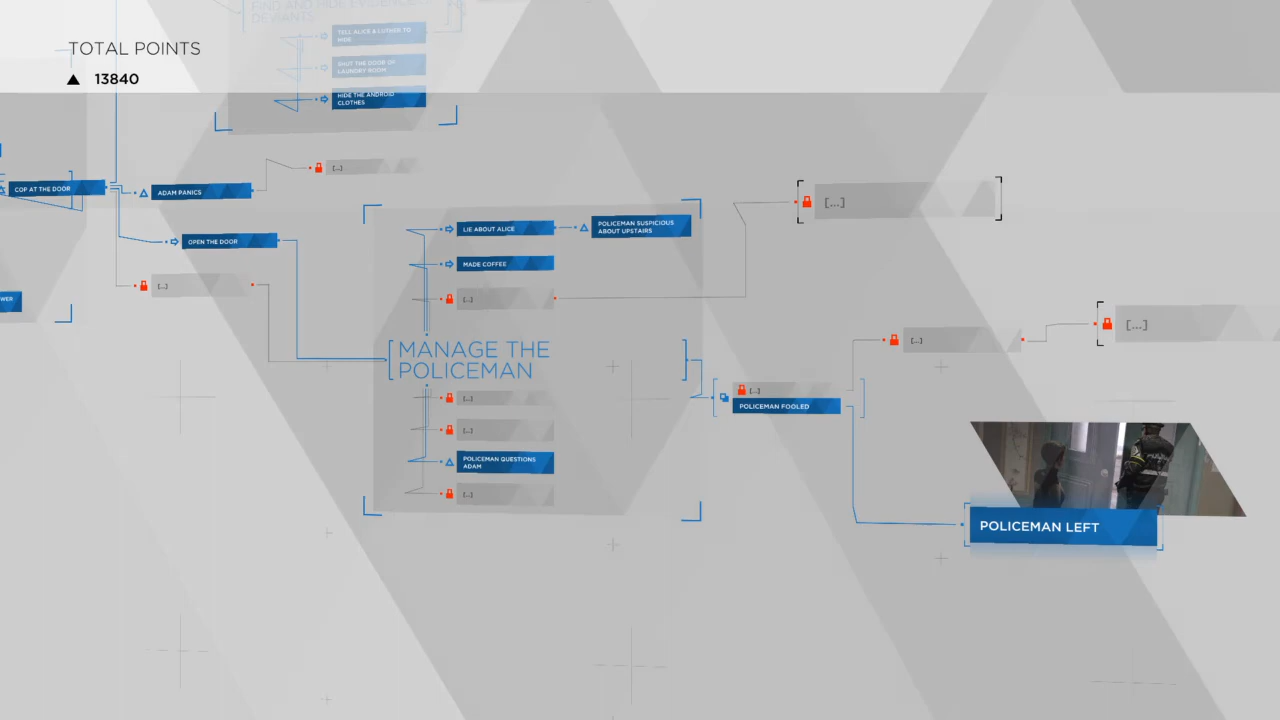 FIND AND HIDE EVIDENCE OF
DEVIANTS
TELL ALICE & LUTHER TO
HIDE
TOTAL POINTS
13840
SHUT THE DOOR OF
LAUNDRY ROOM
HIDE THE ANDROID
CLOTHES
[...]
COP AT THE DOOR
ADAM PANICS
[...]
LIE ABOUT ALICE
POLICEMAN SUSPICIOUS
ABOUT UPSTAIRS
OPEN THE DOOR
MADE COFFEE
[...]
[...]
[...]
[...]
MANAGE THE
POLICEMAN
[...]
[...]
POLICEMAN FOOLED
[...]
POLICEMAN QUESTIONS
ADAM
[...]
POLICEMAN LEFT